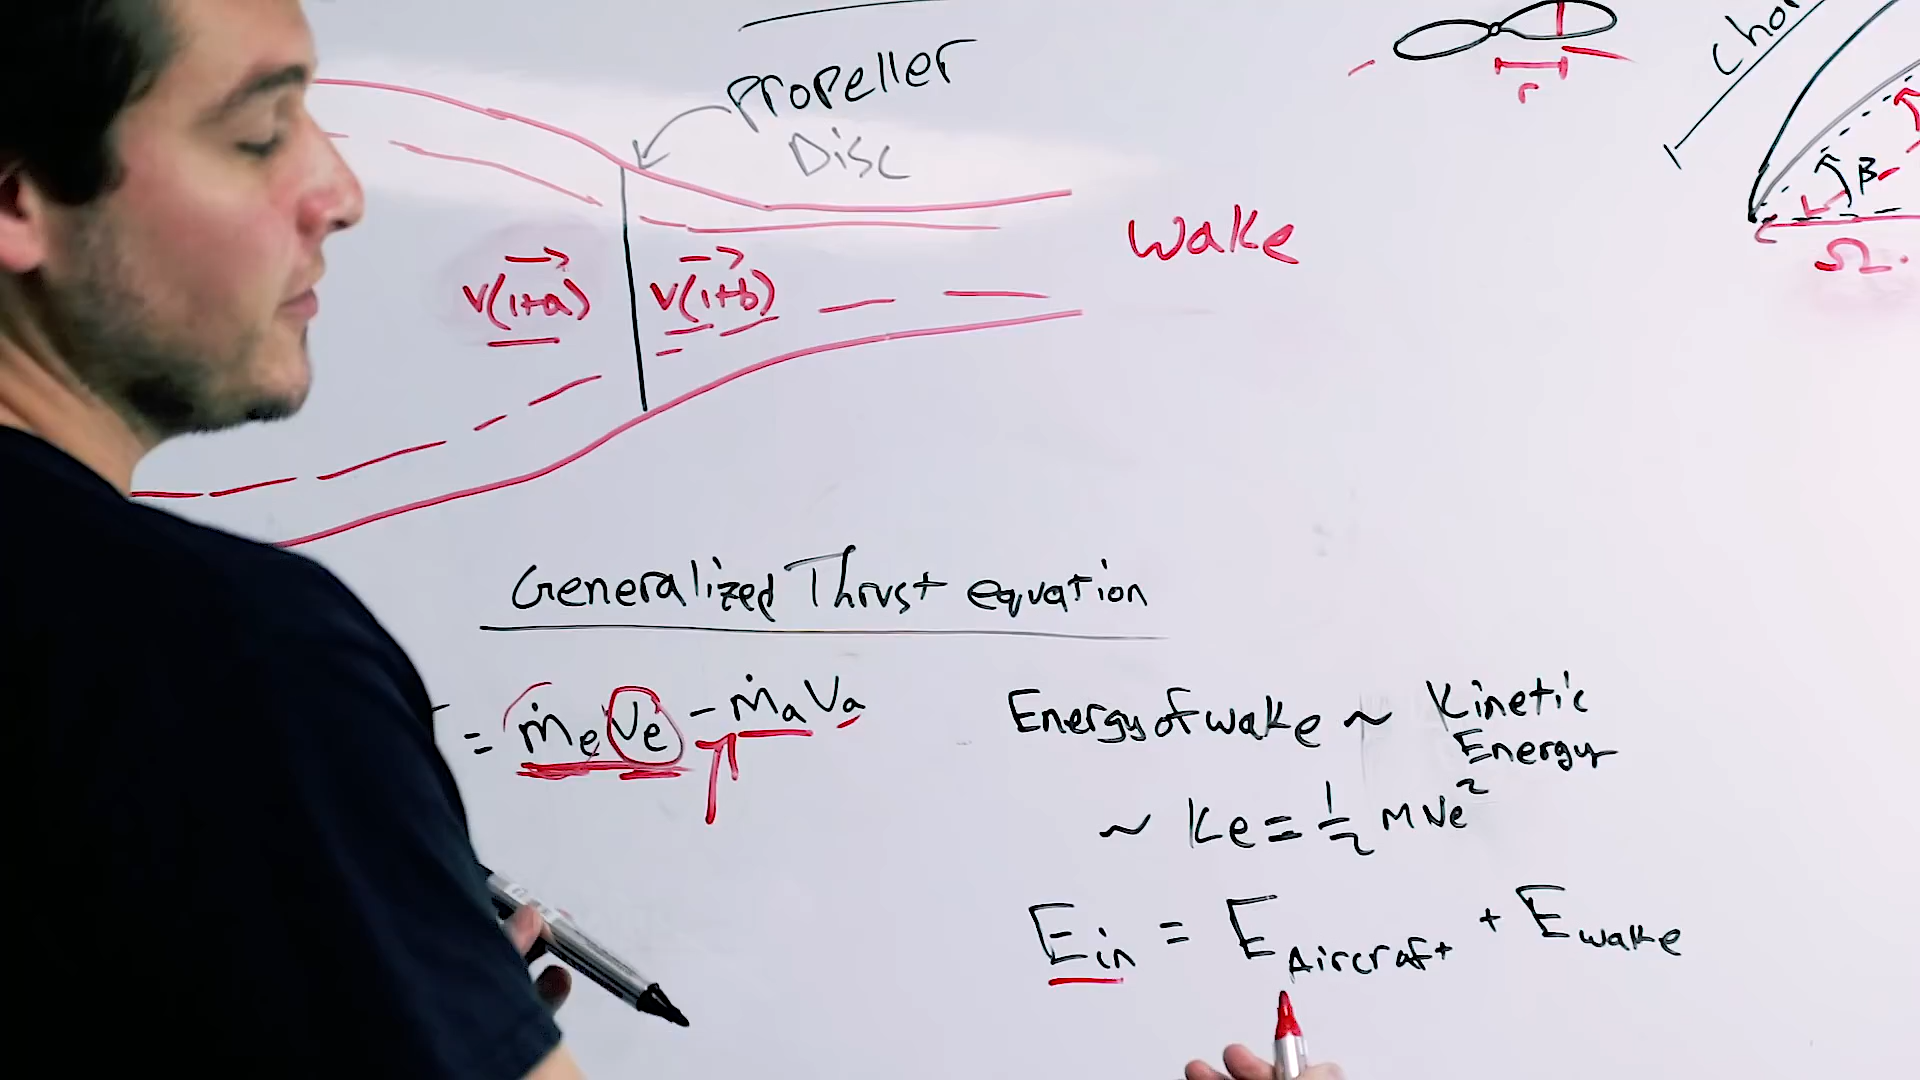 Propeller
Disc
r
β
Ω
v(1+a)
v(1+b)
Wake
Generalized Thrust equation
= ṁeVe - ṁaVa
Energy of wake ~ Kinetic
Energy
~ Ke = 1/2 MVe²
Ein = EAircraft + Ewake